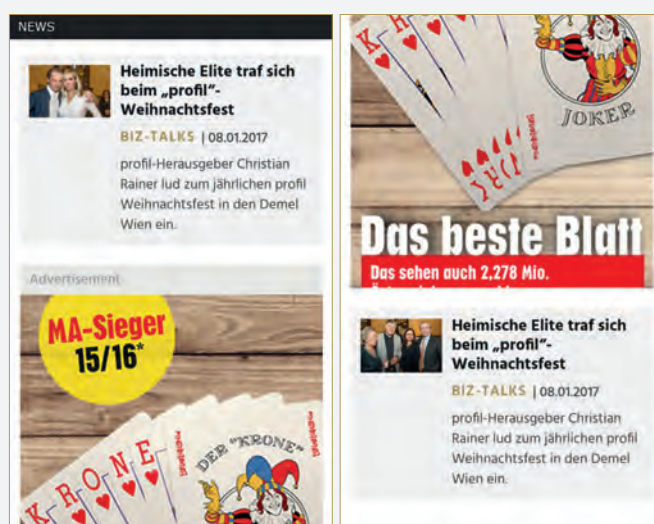 NEWS
Heimische Elite traf sich
beim „profil“-
Weihnachtsfest
BIZ-TALKS | 08.01.2017
profil-Herausgeber Christian
Rainer lud zum jährlichen profil
Weihnachtsfest in den Demel
Wien ein.
Advertisement
MA-Sieger
15/16*
KRONE
DER "KRONE"
KR
JOKER
Das beste Blatt
Das sehen auch 2,278 Mio.
Heimische Elite traf sich
beim „profil“-
Weihnachtsfest
BIZ-TALKS | 08.01.2017
profil-Herausgeber Christian
Rainer lud zum jährlichen profil
Weihnachtsfest in den Demel
Wien ein.